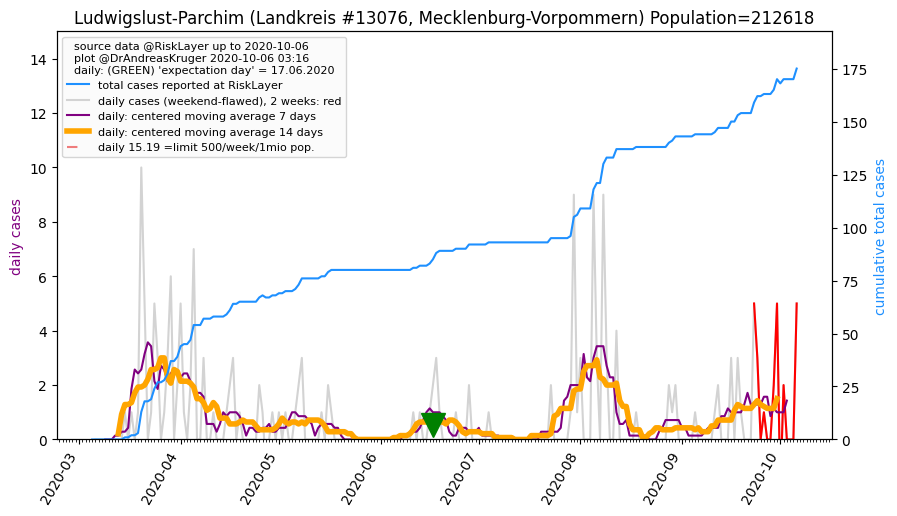 Ludwigslust-Parchim (Landkreis #13076, Mecklenburg-Vorpommern) Population=212618
source data @RiskLayer up to 2020-10-06
plot @DrAndreasKruger 2020-10-06 03:16
daily: (GREEN) 'expectation day' = 17.06.2020
total cases reported at RiskLayer
daily cases (weekend-flawed), 2 weeks: red
daily: centered moving average 7 days
daily: centered moving average 14 days
daily 15.19 =limit 500/week/1mio pop.
daily cases
14
12
10
8
6
4
2
0
cumulative total cases
175
150
125
100
75
50
25
0
2020-03
2020-04
2020-05
2020-06
2020-07
2020-08
2020-09
2020-10